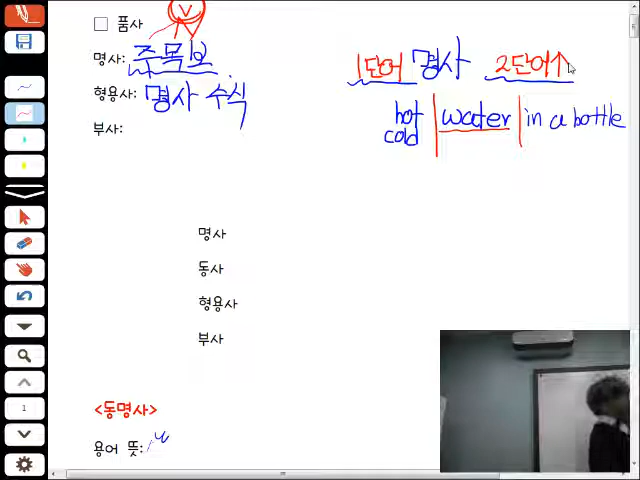 V
□ 품사
명사: 주목보
형용사: 명사 수식
부사:
1단어 명사 2단어↑
hot water in a bottle
cold
명사
동사
형용사
부사
<동명사>
용어 뜻:
1